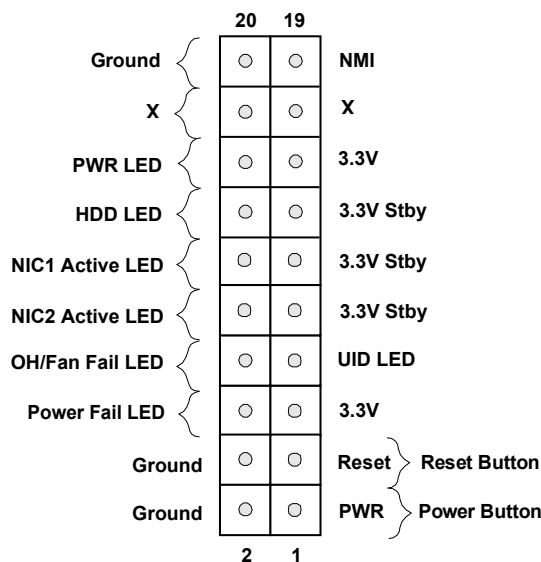 20 19
Ground NMI
X X
PWR LED 3.3V
HDD LED 3.3V Stby
NIC1 Active LED 3.3V Stby
NIC2 Active LED 3.3V Stby
OH/Fan Fail LED UID LED
Power Fail LED 3.3V
Ground Reset Reset Button
Ground PWR Power Button
2 1